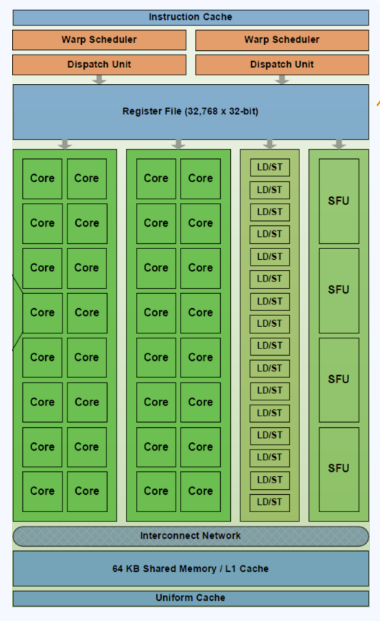 Instruction Cache
Warp Scheduler Warp Scheduler
Dispatch Unit Dispatch Unit
Register File (32,768 x 32-bit)
LD/ST
Core Core Core Core
LD/ST
SFU
LD/ST
Core Core Core Core
LD/ST
LD/ST
Core Core Core Core
LD/ST
SFU
LD/ST
Core Core Core Core
LD/ST
LD/ST
Core Core Core Core
LD/ST
SFU
LD/ST
Core Core Core Core
LD/ST
LD/ST
Core Core Core Core
LD/ST
SFU
LD/ST
Core Core Core Core
LD/ST
Interconnect Network
64 KB Shared Memory / L1 Cache
Uniform Cache